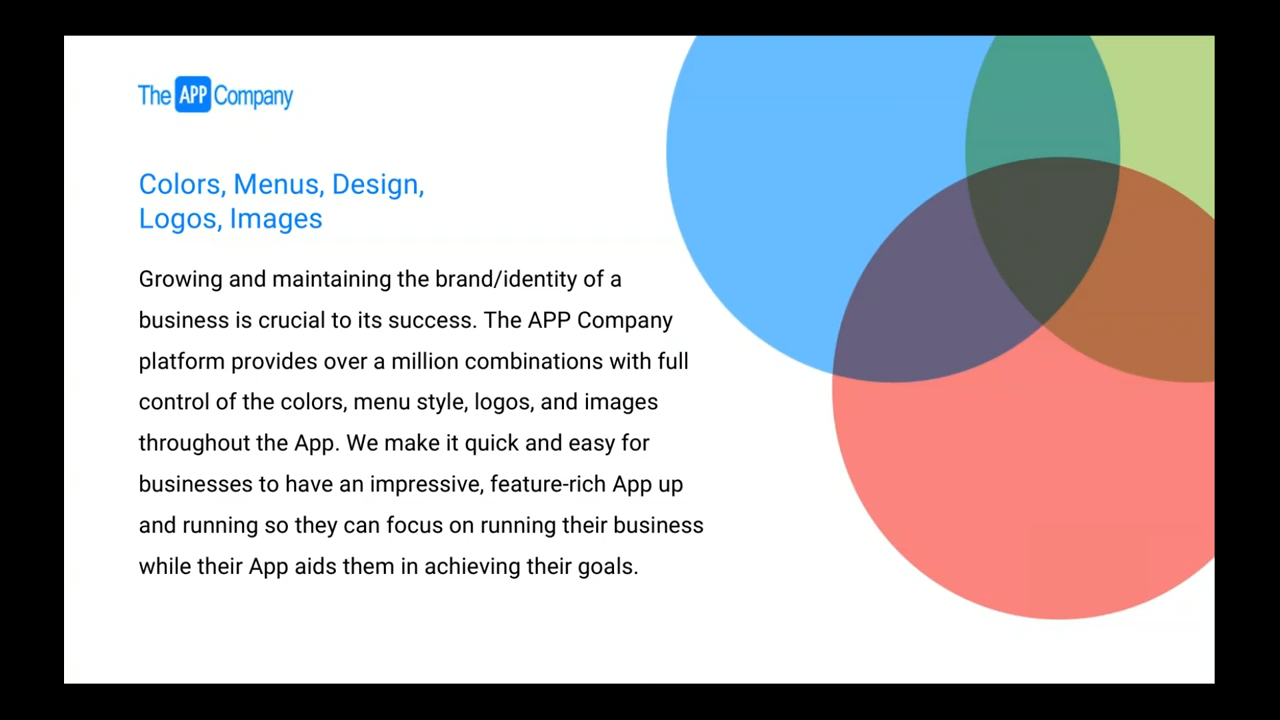 The APP Company
Colors, Menus, Design,
Logos, Images
Growing and maintaining the brand/identity of a
business is crucial to its success. The APP Company
platform provides over a million combinations with full
control of the colors, menu style, logos, and images
throughout the App. We make it quick and easy for
businesses to have an impressive, feature-rich App up
and running so they can focus on running their business
while their App aids them in achieving their goals.